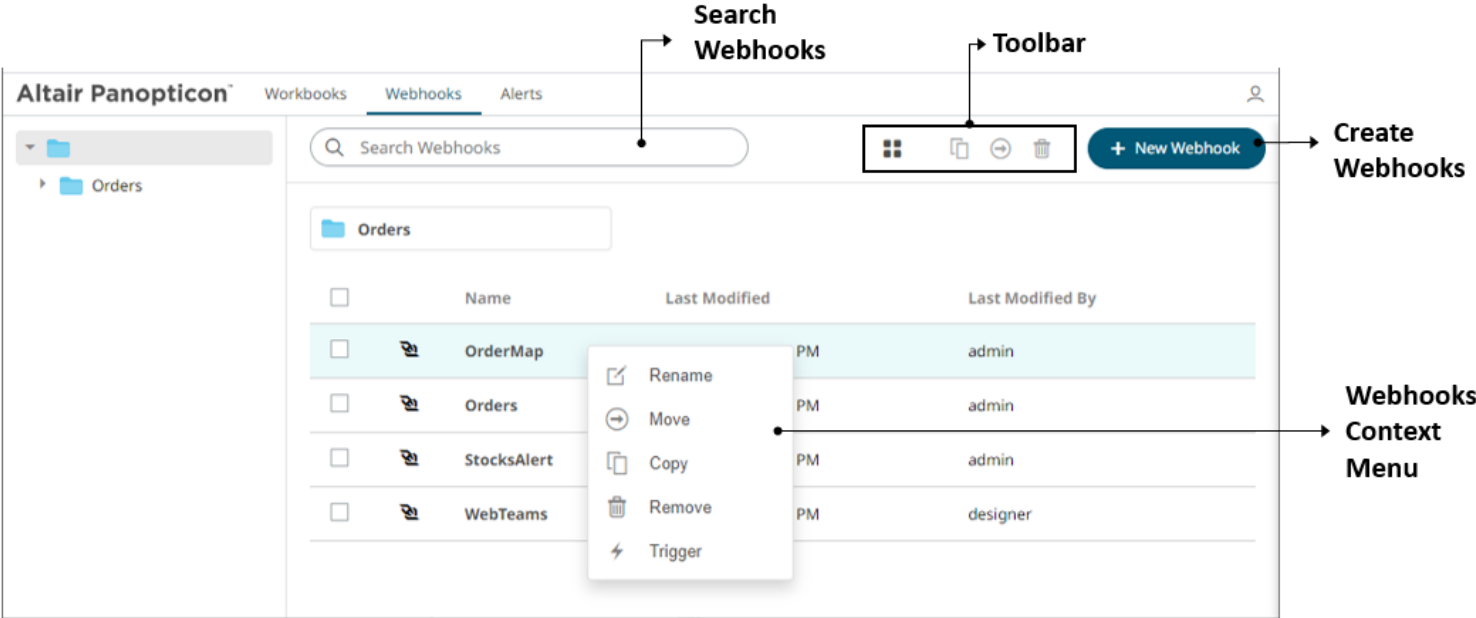 Search
Webhooks
Toolbar
Altair Panopticon™ Workbooks Webhooks Alerts
Search Webhooks
+ New Webhook
Create
Webhooks
Orders
Orders
Name Last Modified Last Modified By
OrderMap PM admin
Orders PM admin
StocksAlert PM admin
WebTeams PM designer
Rename
Move
Copy
Remove
Trigger
Webhooks
Context
Menu